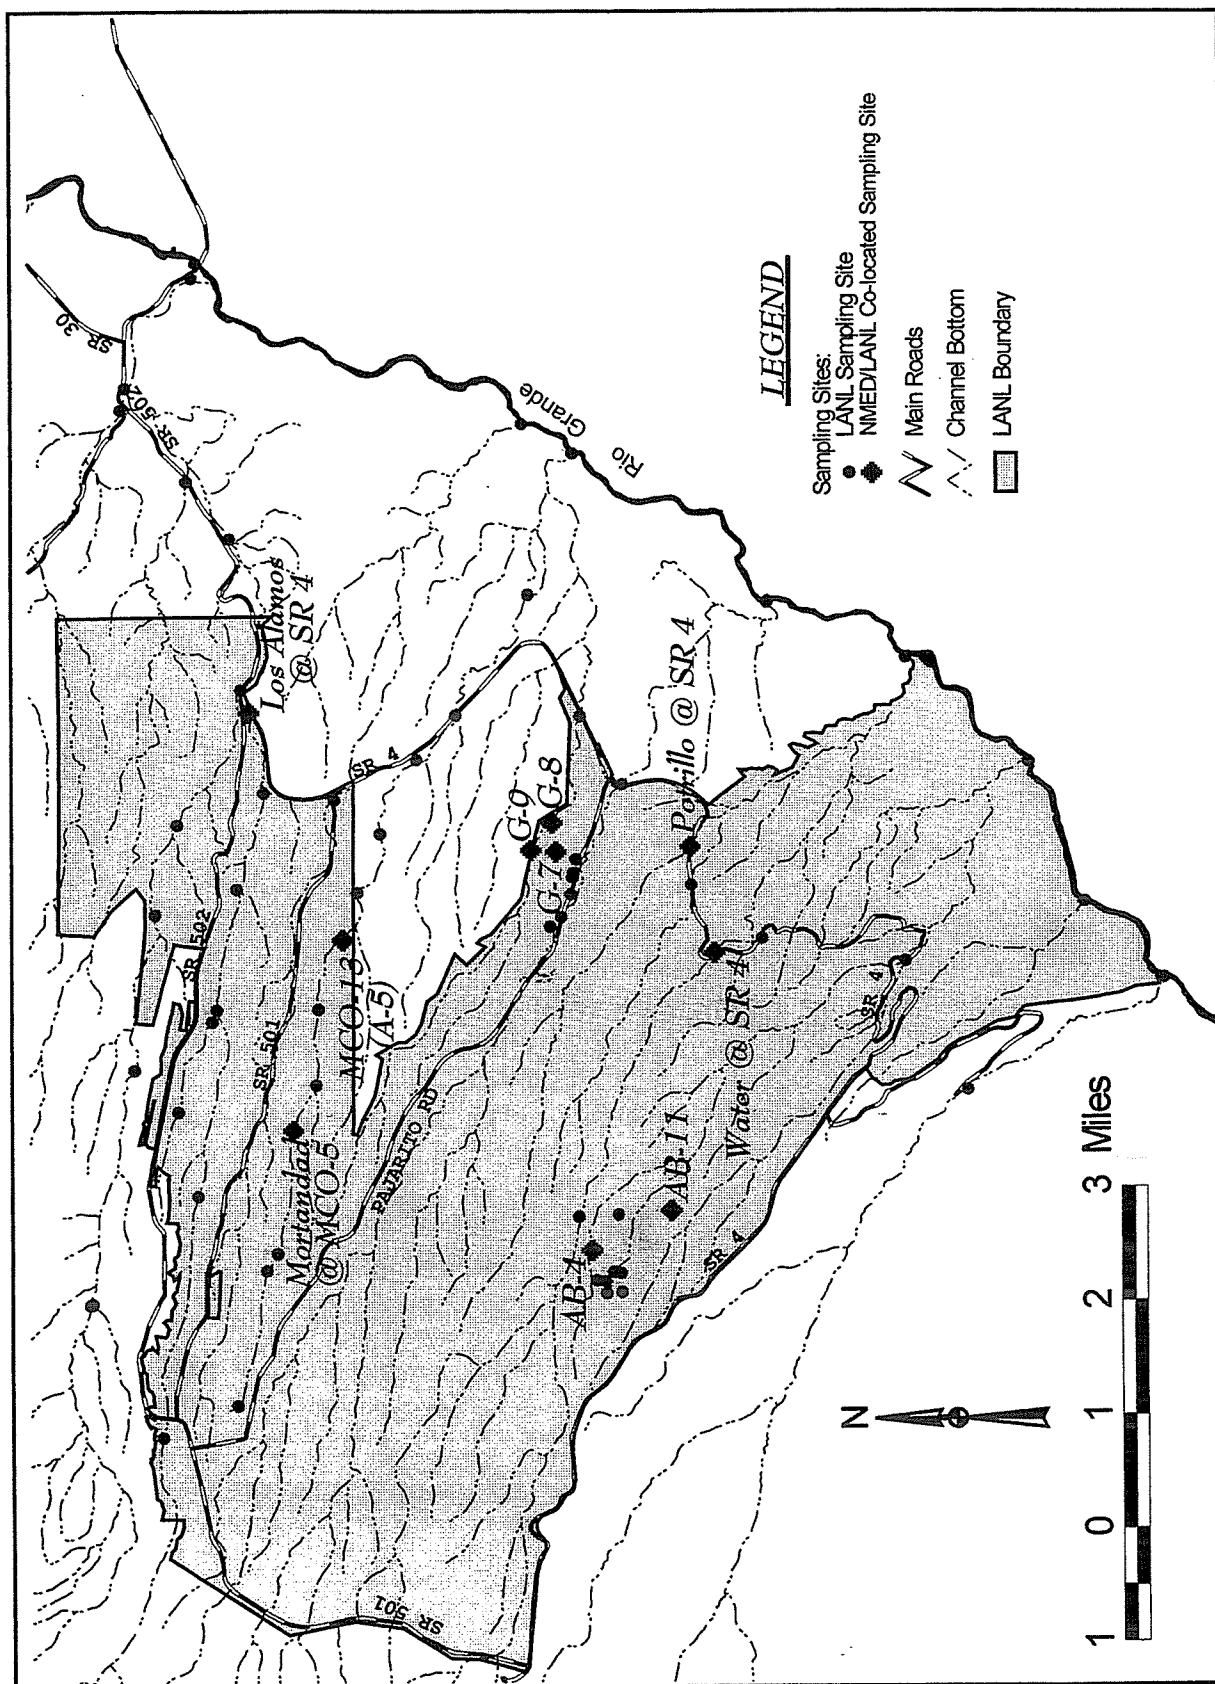 SR 30
SR 502
Los Alamos
@ SR 4
SR 4
Rio
Grande
SR 502
SR 501
MCO-13
(A-5)
Mortandad
@ MCO-5
PAJARITO RD
G-9
G-8
G-7
Potrillo @ SR 4
Water @ SR 4
SR 4
AB-11
AB-4
SR 4
SR 501
LEGEND
Sampling Sites:
LANL Sampling Site
NMED/LANL Co-located Sampling Site
Main Roads
Channel Bottom
LANL Boundary
N
1 0 1 2 3 Miles